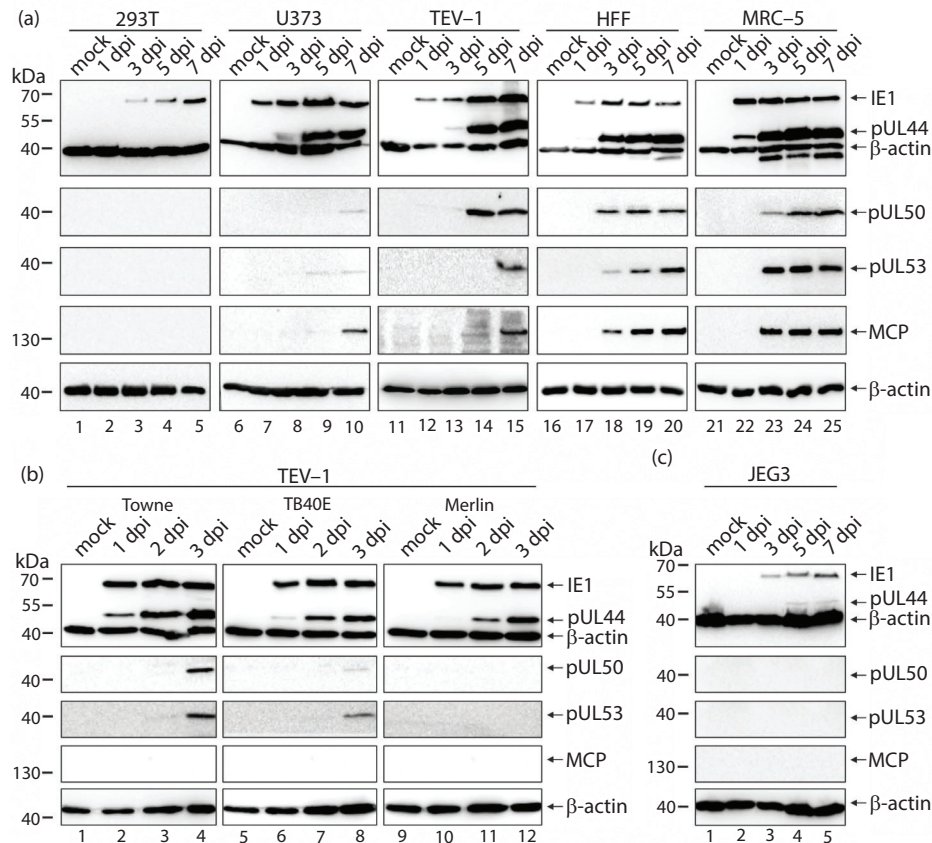 (a) 293T U373 TEV–1 HFF MRC–5
mock 1 dpi 3 dpi 5 dpi 7 dpi mock 1 dpi 3 dpi 5 dpi 7 dpi mock 1 dpi 3 dpi 5 dpi 7 dpi mock 1 dpi 3 dpi 5 dpi 7 dpi mock 1 dpi 3 dpi 5 dpi 7 dpi
kDa
70 IE1
55 pUL44
40 β-actin
40 pUL50
40 pUL53
130 MCP
40 β-actin
1 2 3 4 5 6 7 8 9 10 11 12 13 14 15 16 17 18 19 20 21 22 23 24 25
(b) TEV–1
Towne TB40E Merlin
mock 1 dpi 2 dpi 3 dpi mock 1 dpi 2 dpi 3 dpi mock 1 dpi 2 dpi 3 dpi
kDa
70 IE1
55 pUL44
40 β-actin
40 pUL50
40 pUL53
130 MCP
40 β-actin
1 2 3 4 5 6 7 8 9 10 11 12
(c)
JEG3
mock 1 dpi 3 dpi 5 dpi 7 dpi
kDa
70 IE1
55 pUL44
40 β-actin
40 pUL50
40 pUL53
130 MCP
40 β-actin
1 2 3 4 5